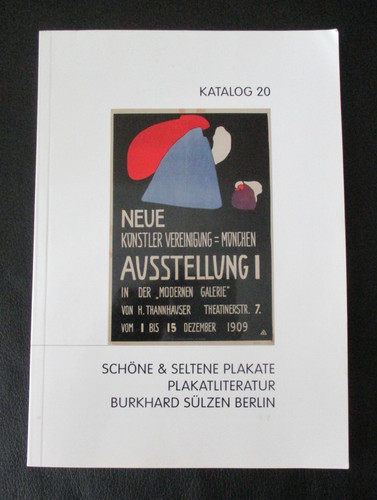 KATALOG 20
NEUE
KÜNSTLER VEREINIGUNG = MÜNCHEN
AUSSTELLUNG I
IN DER „MODERNEN GALERIE"
VON H. THANNHAUSER THEATINERSTR. 7.
VOM 1 BIS 15 DEZEMBER 1909
SCHÖNE & SELTENE PLAKATE
PLAKATLITERATUR
BURKHARD SÜLZEN BERLIN